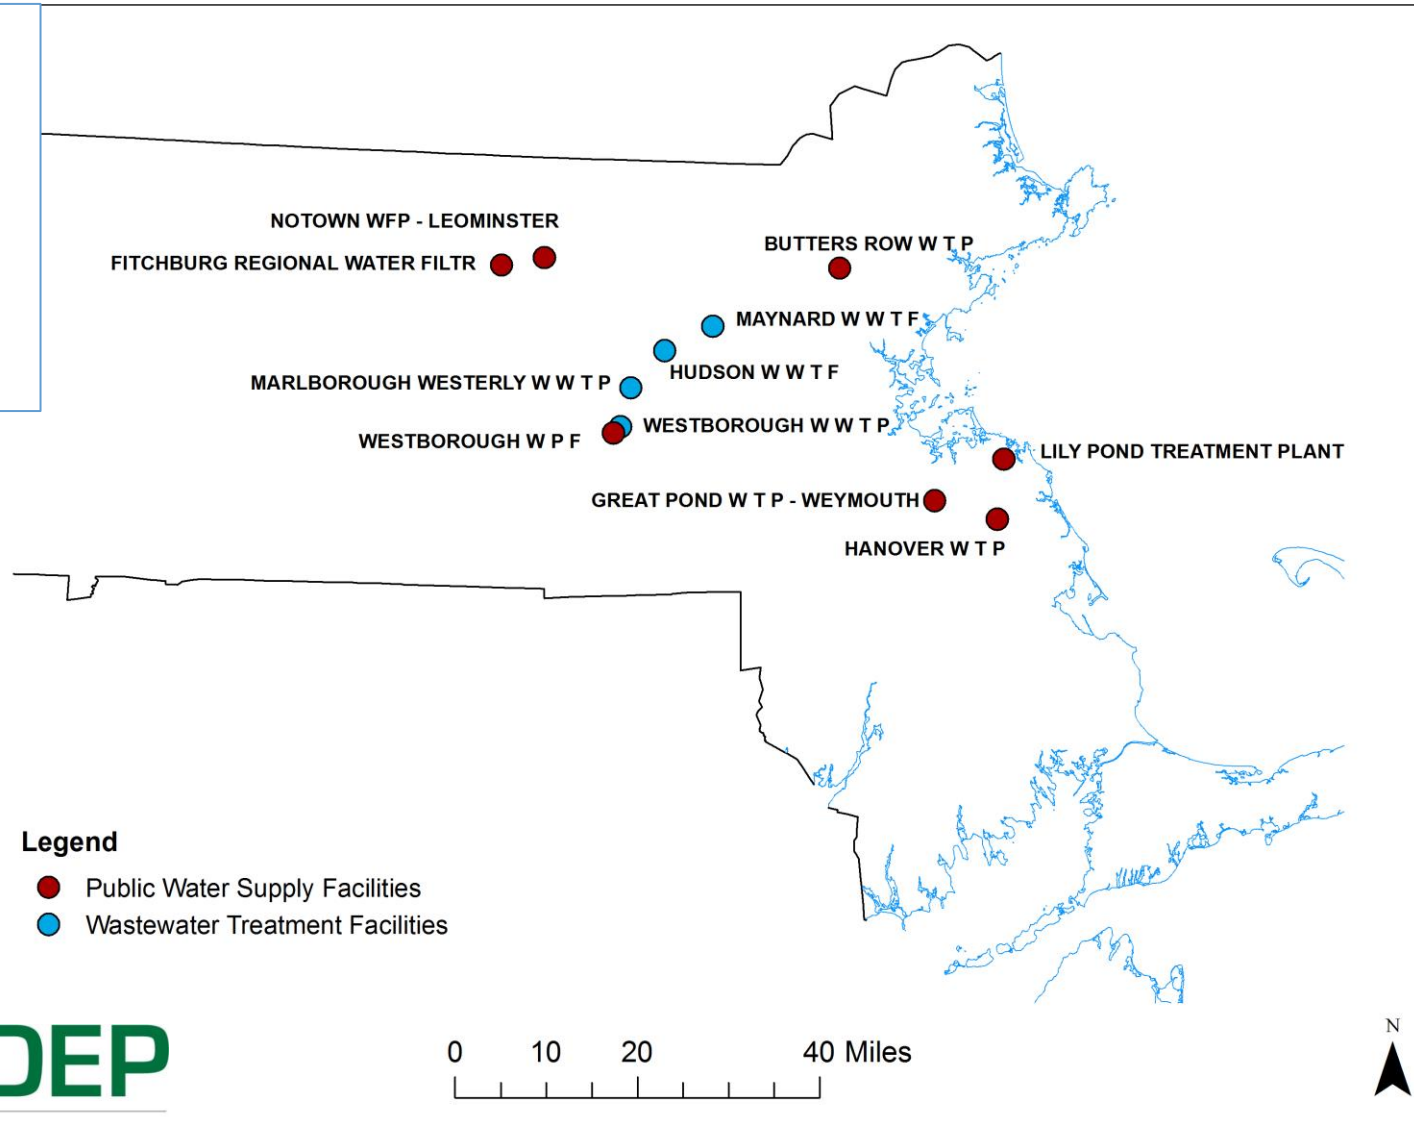 NOTOWN WFP - LEOMINSTER
BUTTERS ROW W T P
FITCHBURG REGIONAL WATER FILTR
MAYNARD W W T F
HUDSON W W T F
MARLBOROUGH WESTERLY W W T P
WESTBOROUGH W W T P
WESTBOROUGH W P F
LILY POND TREATMENT PLANT
GREAT POND W T P - WEYMOUTH
HANOVER W T P
Legend
Public Water Supply Facilities
Wastewater Treatment Facilities
DEP
0 10 20 40 Miles
N